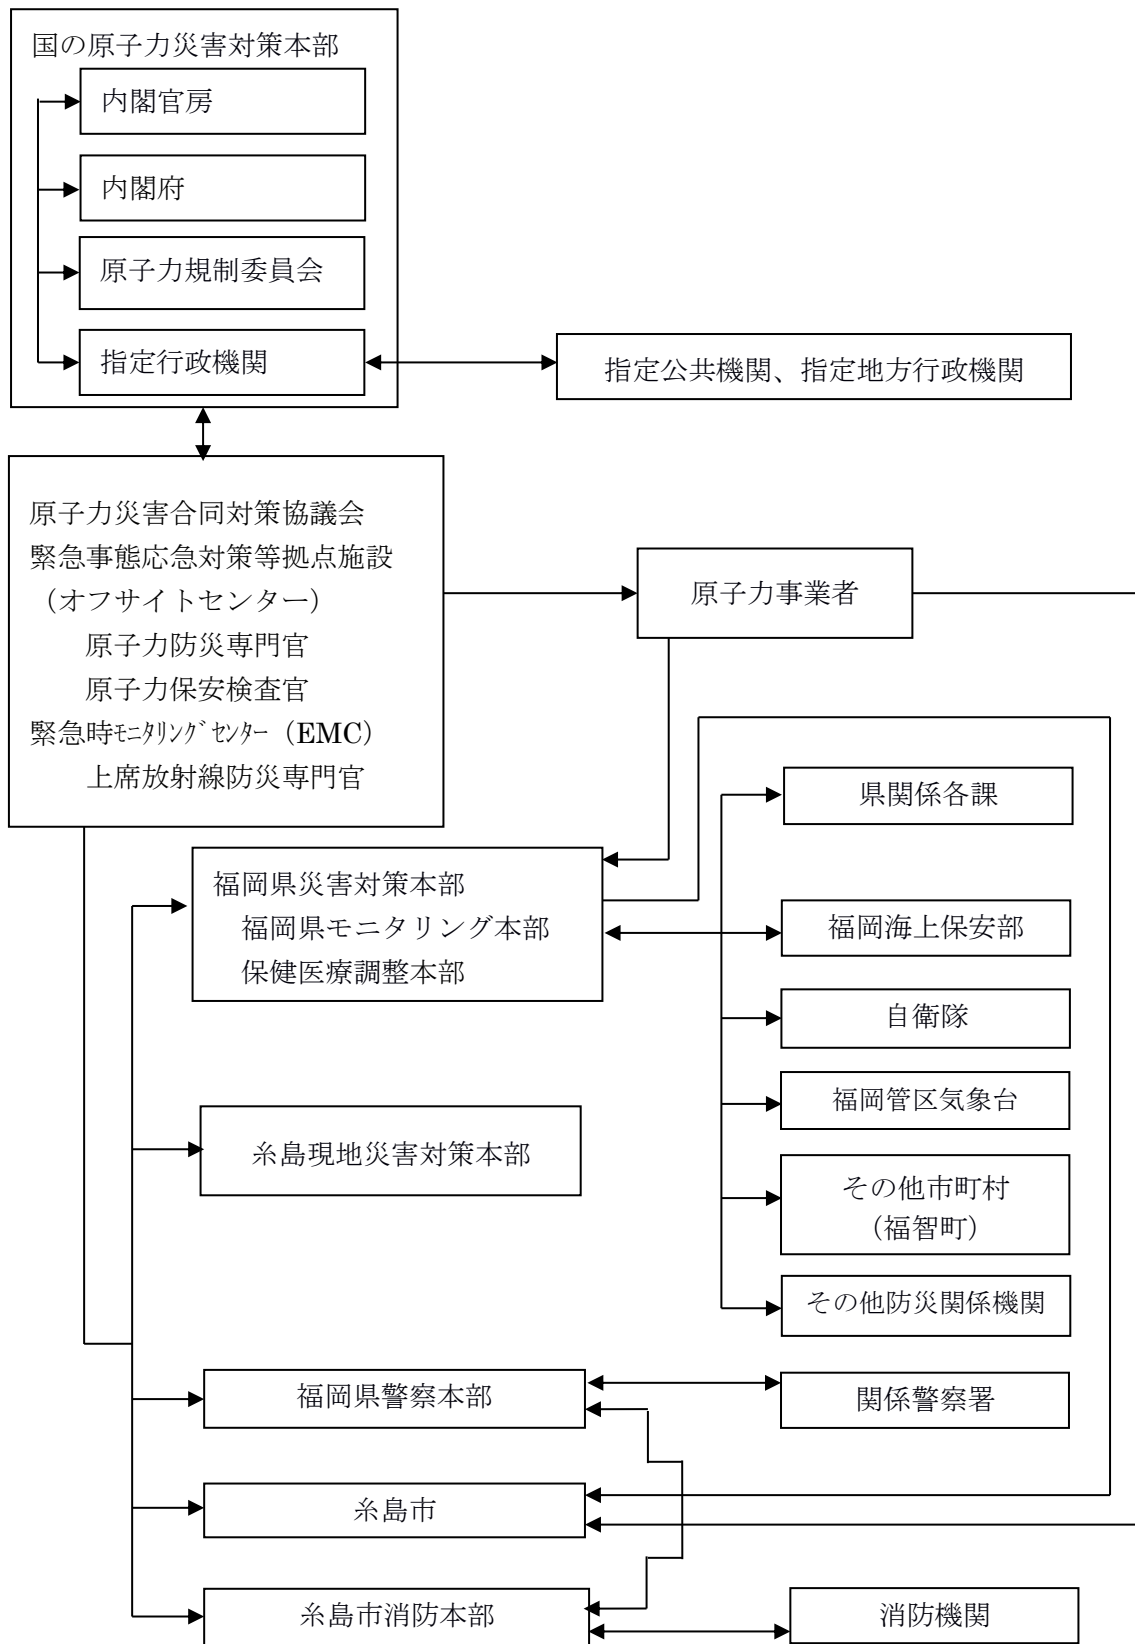 国の原子力災害対策本部
内閣官房
内閣府
原子力規制委員会
指定行政機関
指定公共機関、指定地方行政機関
原子力災害合同対策協議会
緊急事態応急対策等拠点施設
（オフサイトセンター）
原子力防災専門官
原子力保安検査官
緊急時ﾓﾆﾀﾘﾝｸﾞｾﾝﾀｰ（EMC）
上席放射線防災専門官
原子力事業者
県関係各課
福岡県災害対策本部
福岡県モニタリング本部
保健医療調整本部
福岡海上保安部
自衛隊
福岡管区気象台
糸島現地災害対策本部
その他市町村
（福智町）
その他防災関係機関
福岡県警察本部
関係警察署
糸島市
糸島市消防本部
消防機関